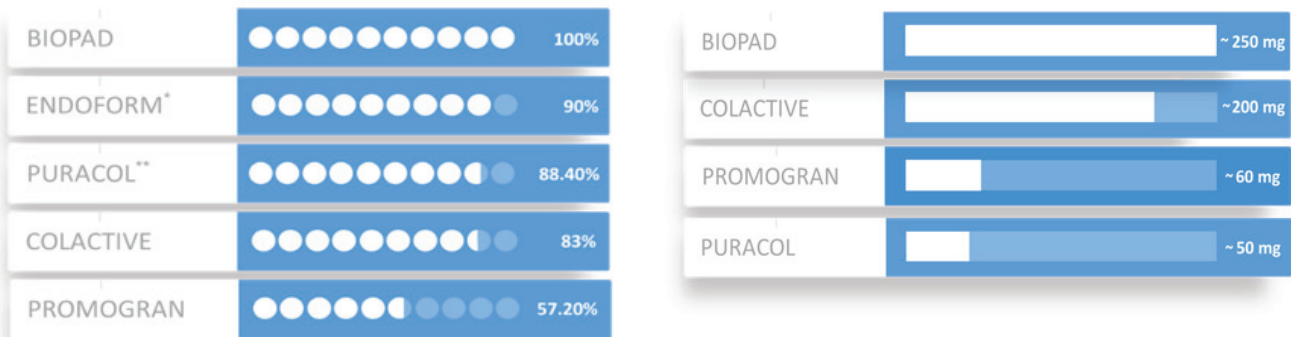 BIOPAD 100%
ENDOFORM* 90%
PURACOL** 88.40%
COLACTIVE 83%
PROMOGRAN 57.20%
BIOPAD ~ 250 mg
COLACTIVE ~200 mg
PROMOGRAN ~60 mg
PURACOL ~ 50 mg